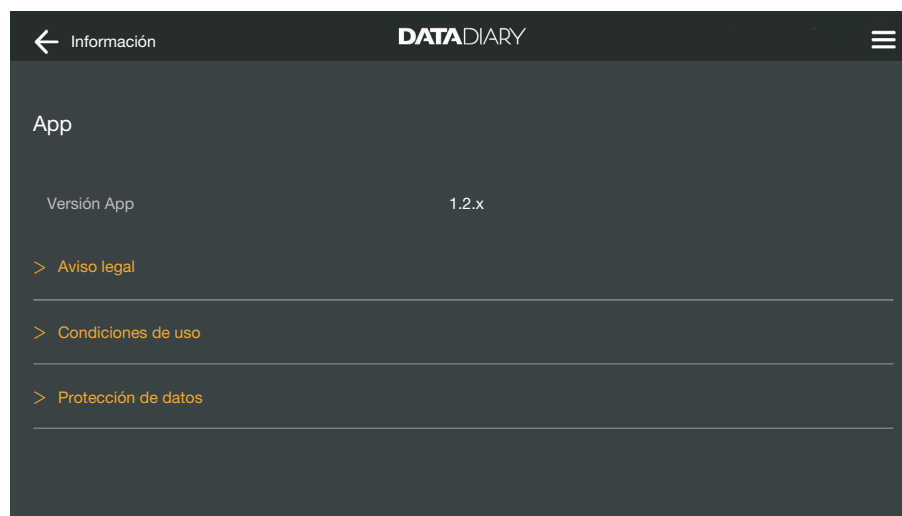 Información
DATADIARY
App
Versión App 1.2.x
> Aviso legal
> Condiciones de uso
> Protección de datos